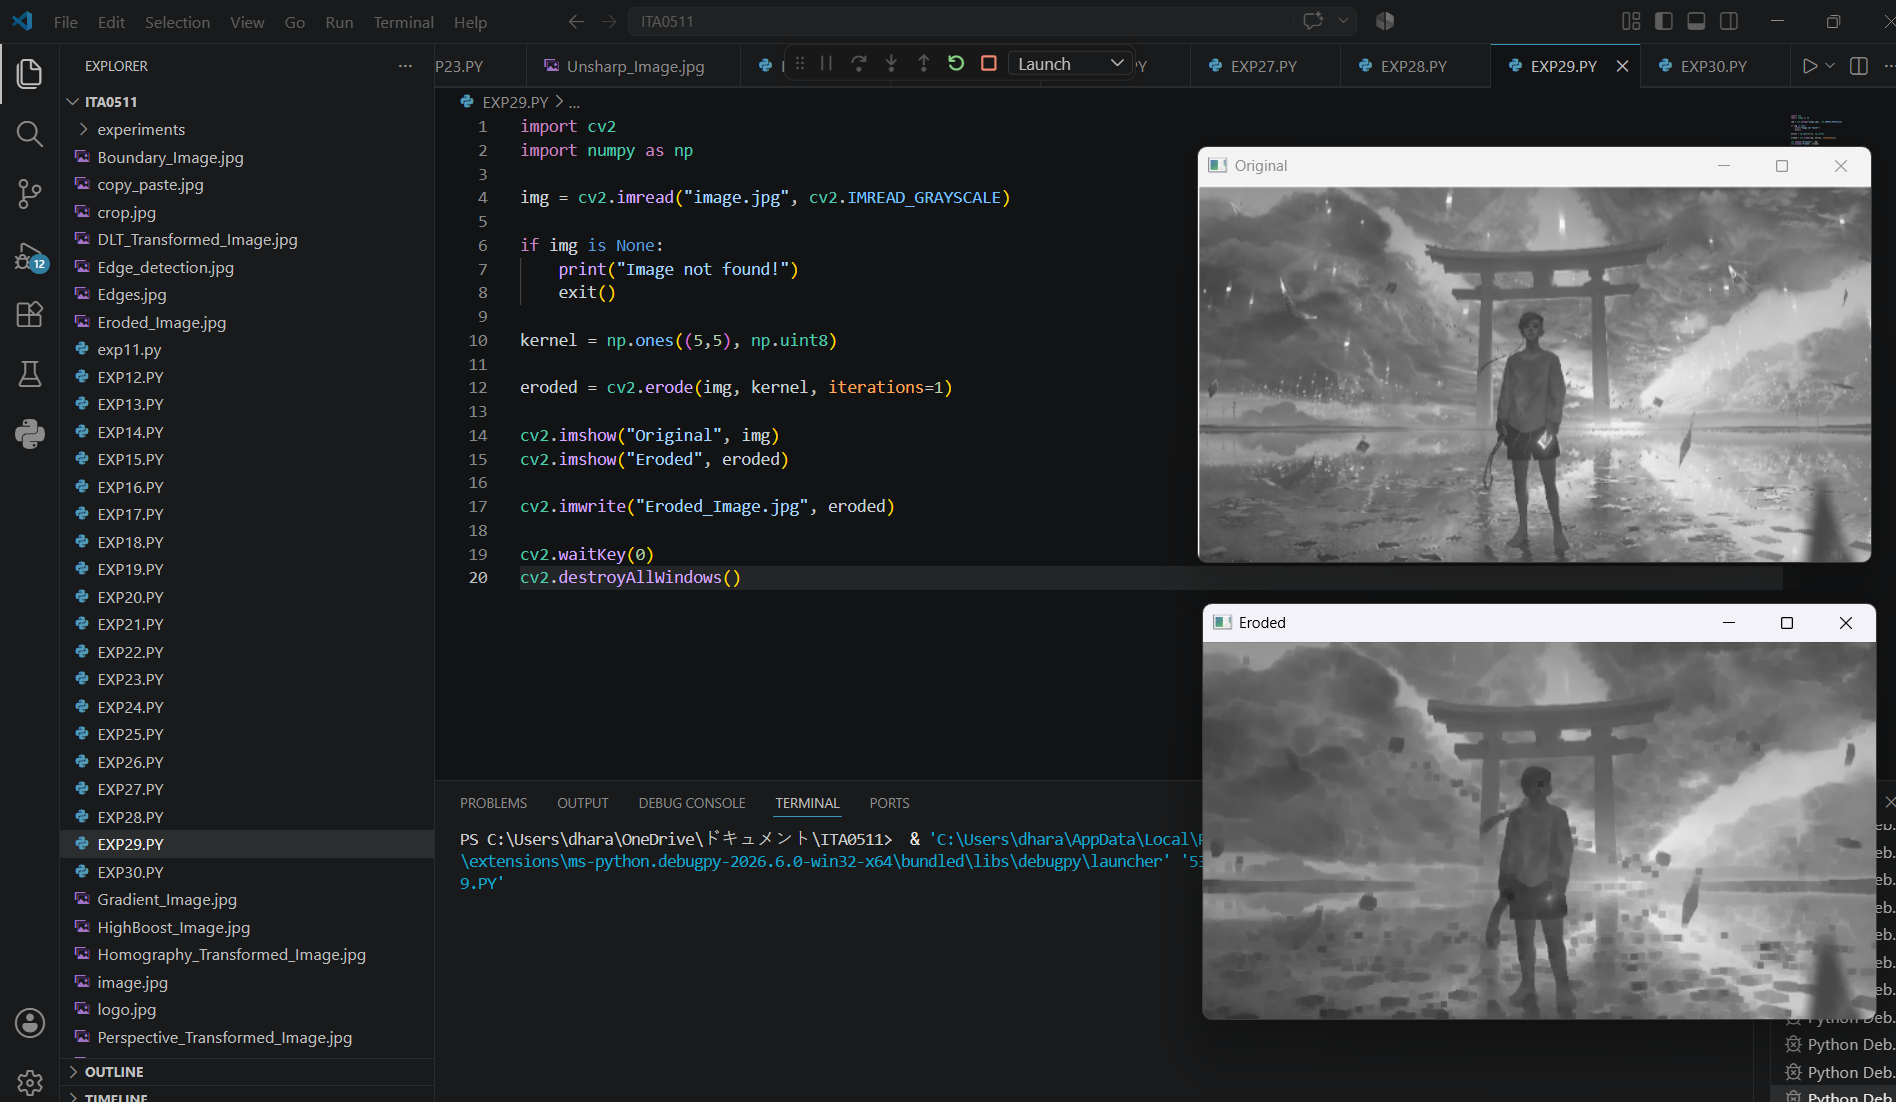 File Edit Selection View Go Run Terminal Help
ITA0511
EXPLORER
ITA0511
experiments
Boundary_Image.jpg
copy_paste.jpg
crop.jpg
DLT_Transformed_Image.jpg
Edge_detection.jpg
Edges.jpg
Eroded_Image.jpg
exp11.py
EXP12.PY
EXP13.PY
EXP14.PY
EXP15.PY
EXP16.PY
EXP17.PY
EXP18.PY
EXP19.PY
EXP20.PY
EXP21.PY
EXP22.PY
EXP23.PY
EXP24.PY
EXP25.PY
EXP26.PY
EXP27.PY
EXP28.PY
EXP29.PY
EXP30.PY
Gradient_Image.jpg
HighBoost_Image.jpg
Homography_Transformed_Image.jpg
image.jpg
logo.jpg
Perspective_Transformed_Image.jpg
OUTLINE
TIMELINE
12
P23.PY Unsharp_Image.jpg Launch EXP27.PY EXP28.PY EXP29.PY EXP30.PY
EXP29.PY > ...
1 import cv2
2 import numpy as np
3
4 img = cv2.imread("image.jpg", cv2.IMREAD_GRAYSCALE)
5
6 if img is None:
7 print("Image not found!")
8 exit()
9
10 kernel = np.ones((5,5), np.uint8)
11
12 eroded = cv2.erode(img, kernel, iterations=1)
13
14 cv2.imshow("Original", img)
15 cv2.imshow("Eroded", eroded)
16
17 cv2.imwrite("Eroded_Image.jpg", eroded)
18
19 cv2.waitKey(0)
20 cv2.destroyAllWindows()
Original
Eroded
PROBLEMS OUTPUT DEBUG CONSOLE TERMINAL PORTS
PS C:\Users\dhara\OneDrive\ドキュメント\ITA0511> & 'C:\Users\dhara\AppData\Local\
\extensions\ms-python.debugpy-2026.6.0-win32-x64\bundled\libs\debugpy\launcher' '53
9.PY'
Python Deb...
Python Deb...
Python Deb...
Python Deb...